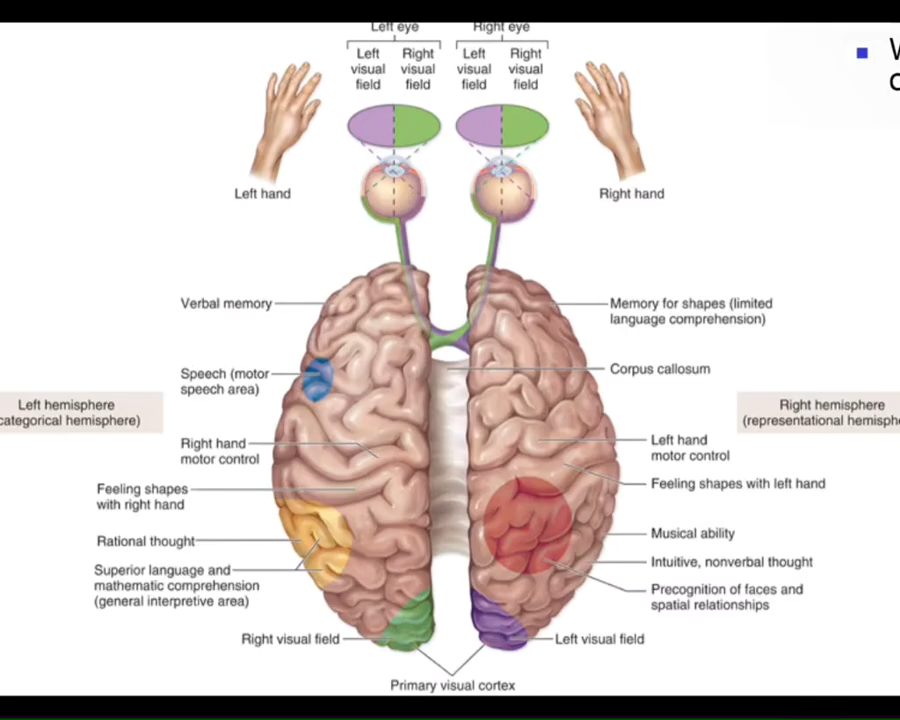 Left eye
Right eye
Left
visual
field
Right
visual
field
Left
visual
field
Right
visual
field
Left hand
Right hand
Verbal memory
Speech (motor
speech area)
Left hemisphere
categorical hemisphere)
Right hand
motor control
Feeling shapes
with right hand
Rational thought
Superior language and
mathematic comprehension
(general interpretive area)
Right visual field
Memory for shapes (limited
language comprehension)
Corpus callosum
Right hemisphere
(representational
Left hand
motor control
Feeling shapes with left hand
Musical ability
Intuitive, nonverbal thought
Precognition of faces and
spatial relationships
Left visual field
Primary visual cortex